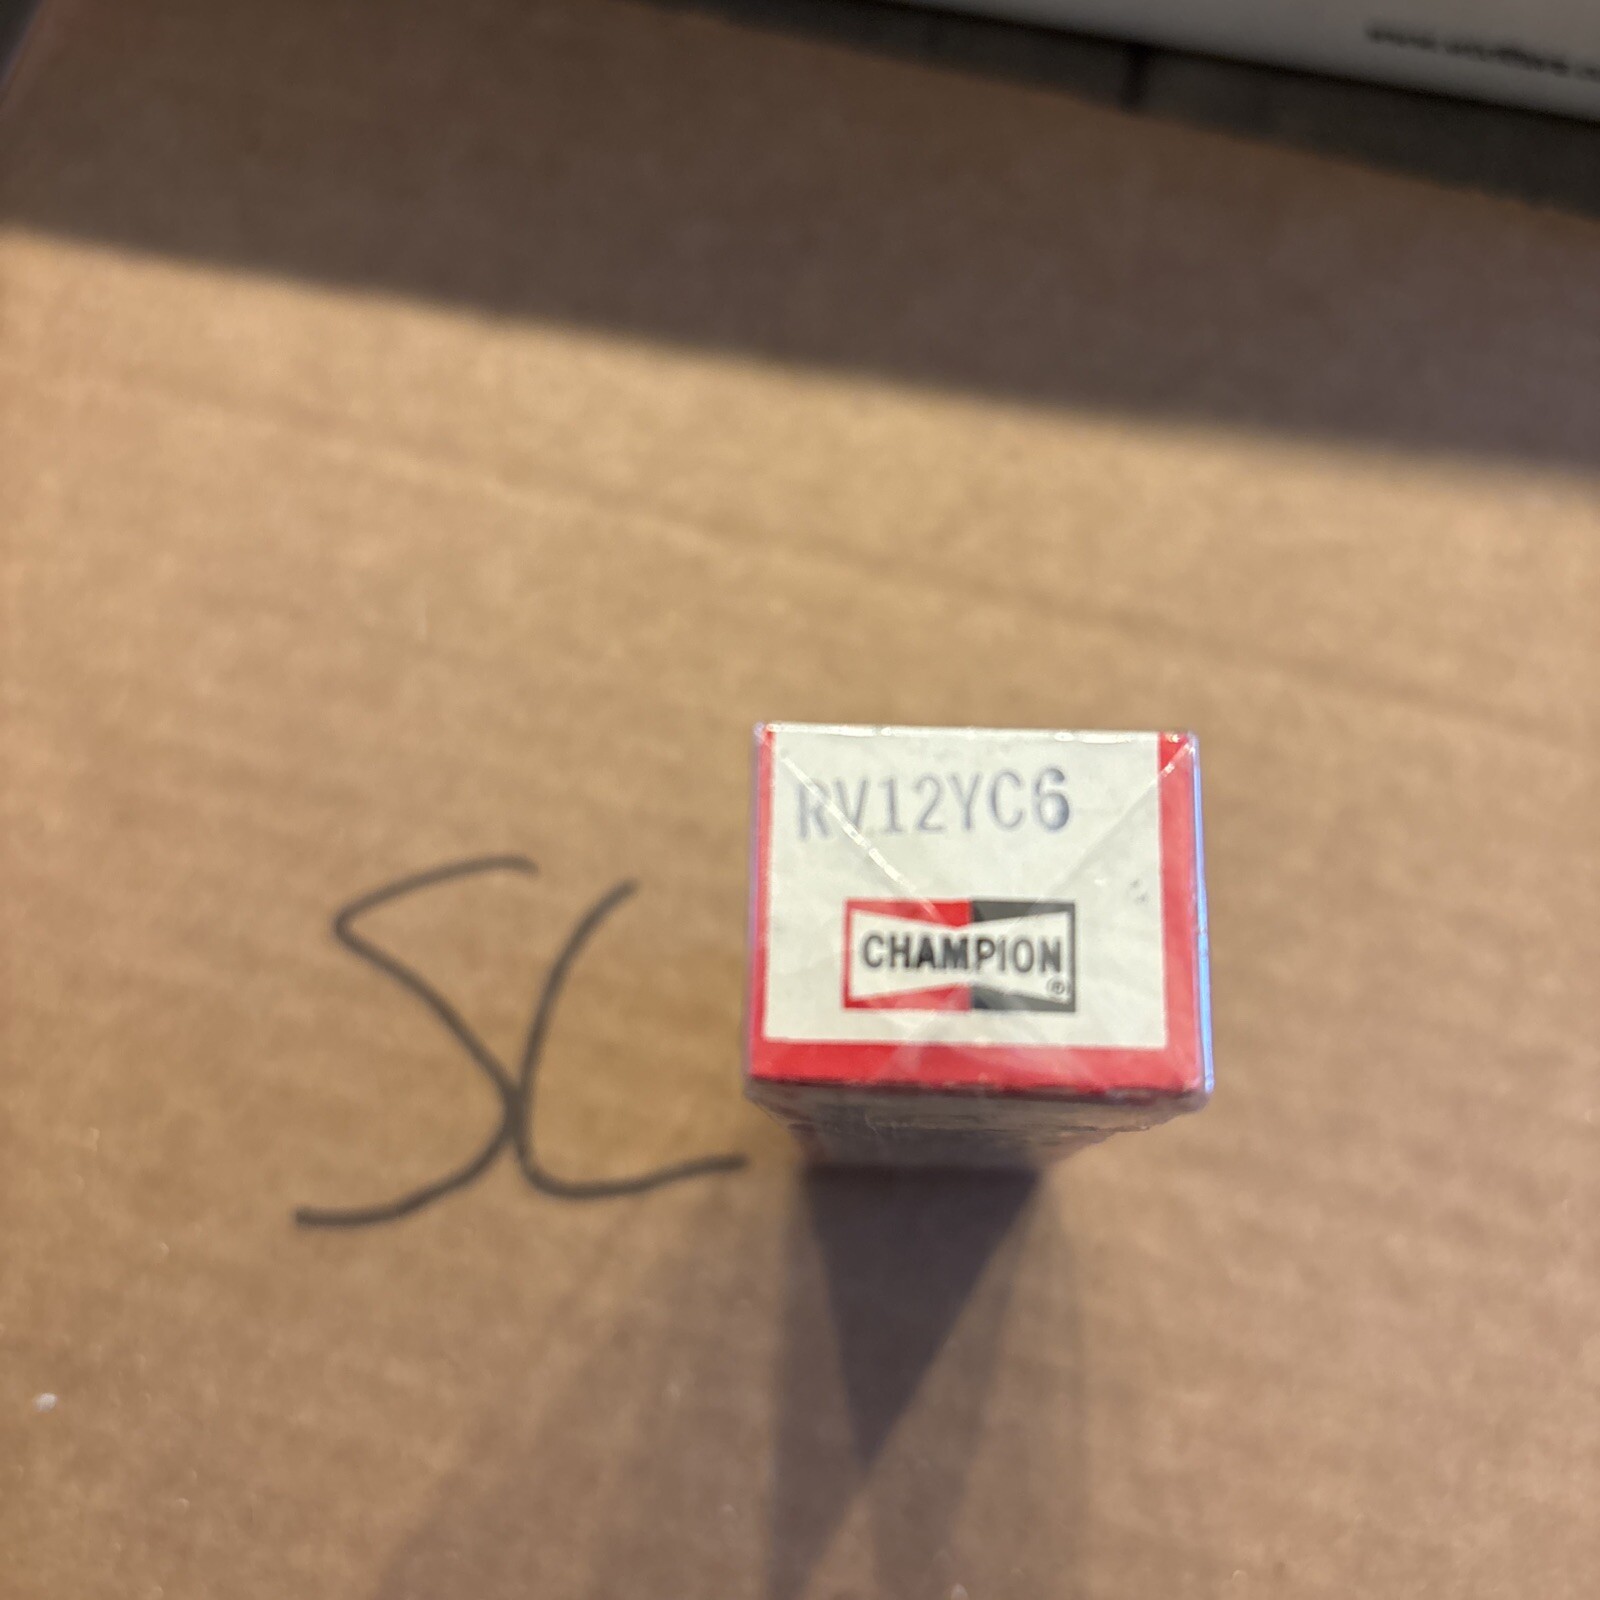 RV12YC6
CHAMPION
®
SC